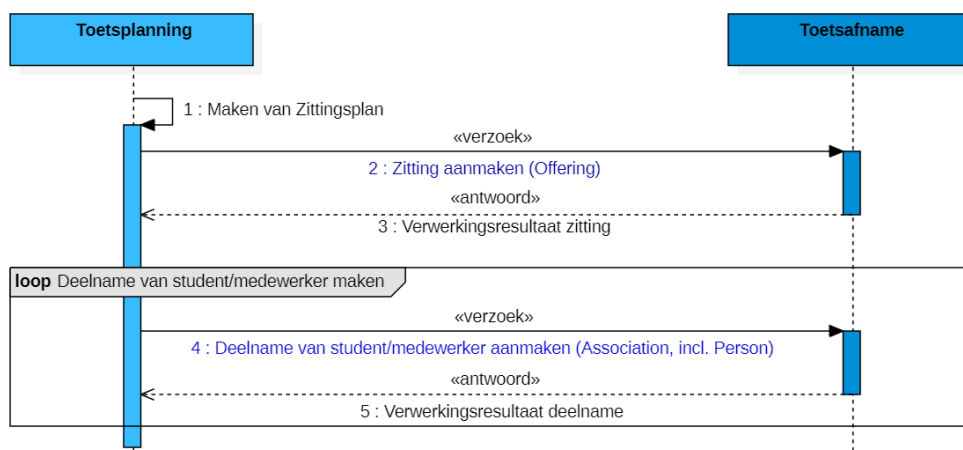 Toetsplanning
Toetsafname
1 : Maken van Zittingsplan
«verzoek»
2 : Zitting aanmaken (Offering)
«antwoord»
3 : Verwerkingsresultaat zitting
loop Deelname van student/medewerker maken
«verzoek»
4 : Deelname van student/medewerker aanmaken (Association, incl. Person)
«antwoord»
5 : Verwerkingsresultaat deelname